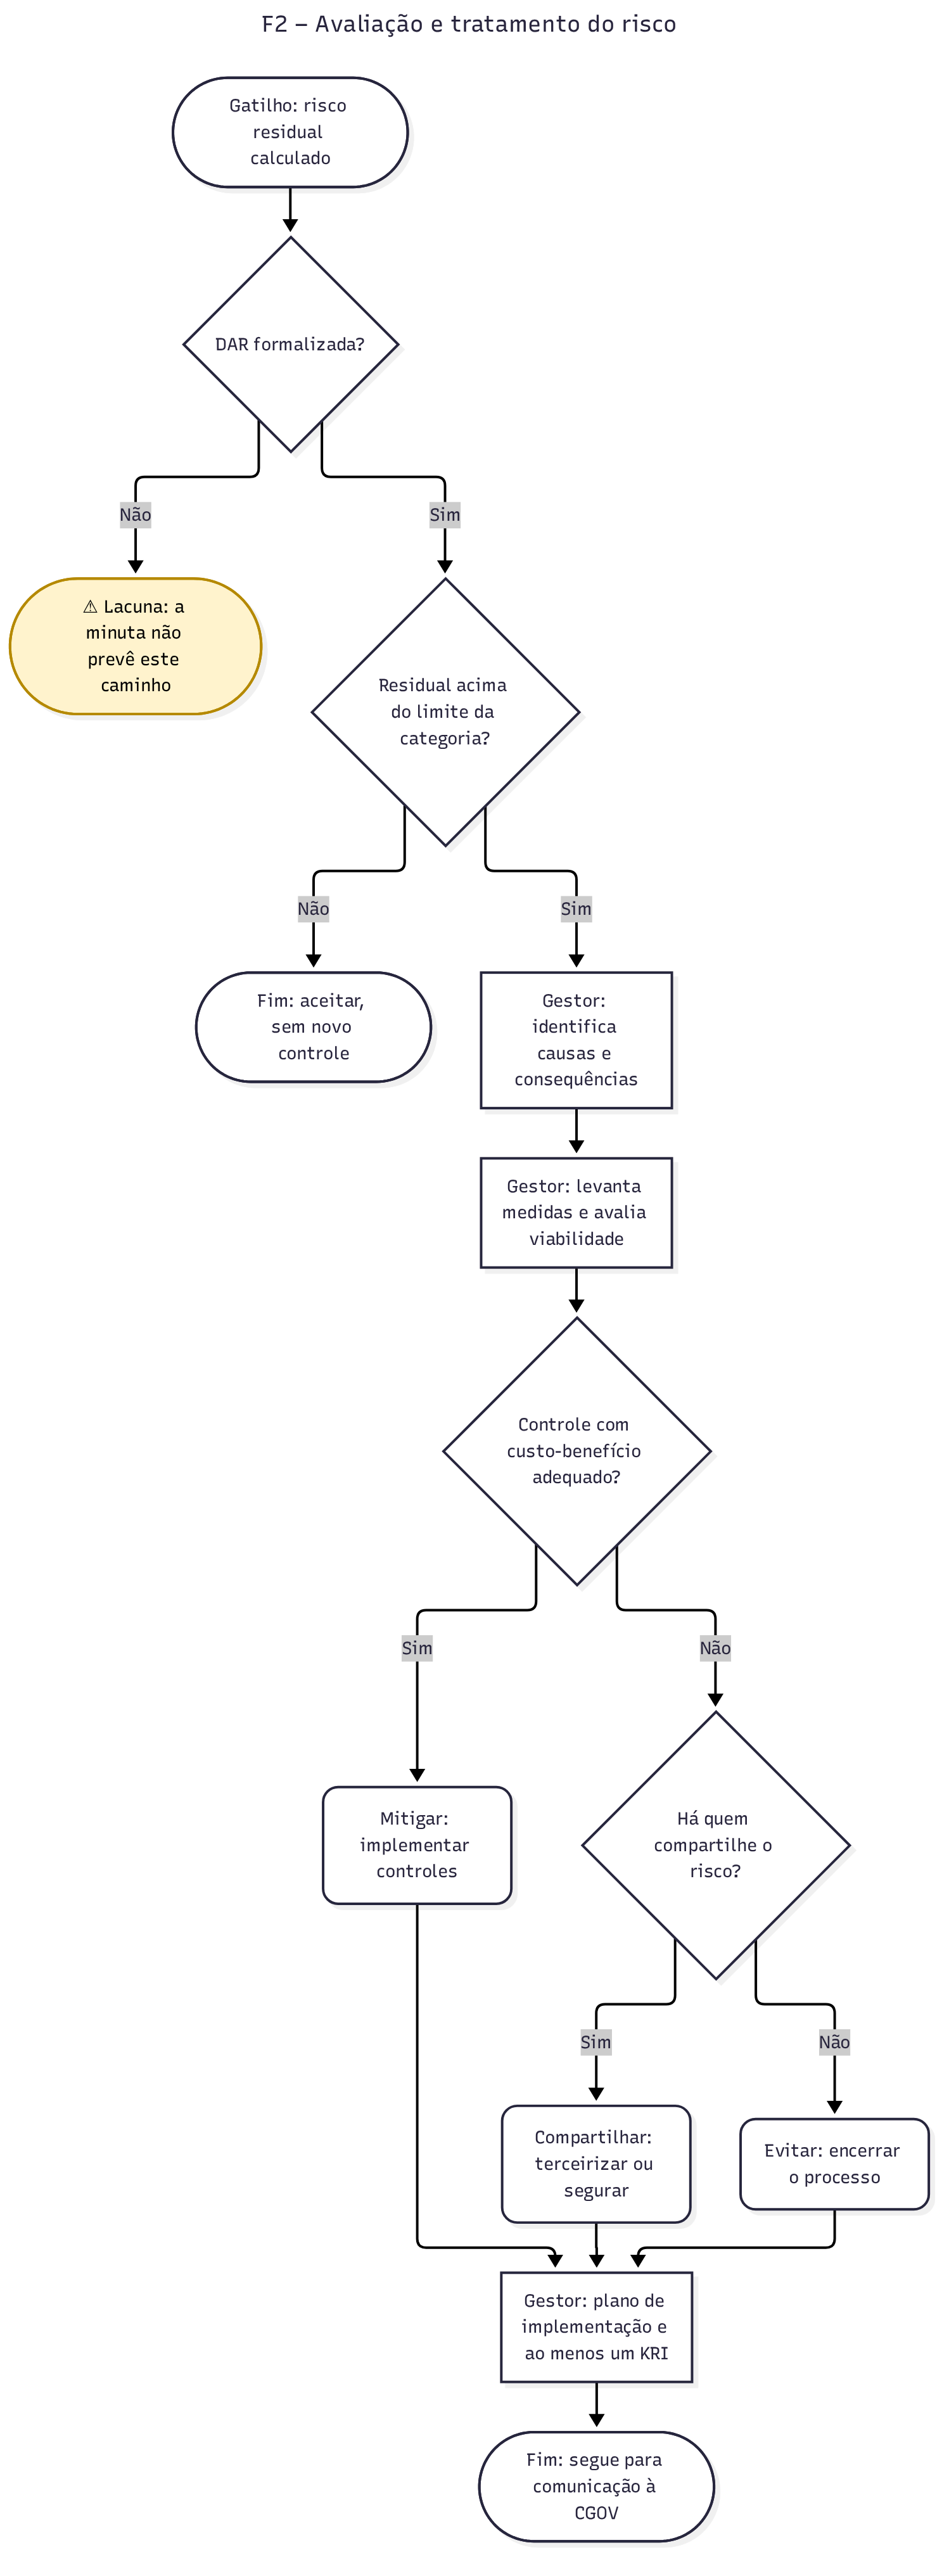 F2 – Avaliação e tratamento do risco
Gatilho: risco
residual
calculado
DAR formalizada?
Não
Sim
⚠ Lacuna: a
minuta não
prevê este
caminho
Residual acima
do limite da
categoria?
Não
Sim
Fim: aceitar,
sem novo
controle
Gestor:
identifica
causas e
consequências
Gestor: levanta
medidas e avalia
viabilidade
Controle com
custo-benefício
adequado?
Sim
Não
Mitigar:
implementar
controles
Há quem
compartilhe o
risco?
Sim
Não
Compartilhar:
terceirizar ou
segurar
Evitar: encerrar
o processo
Gestor: plano de
implementação e
ao menos um KRI
Fim: segue para
comunicação à
CGOV